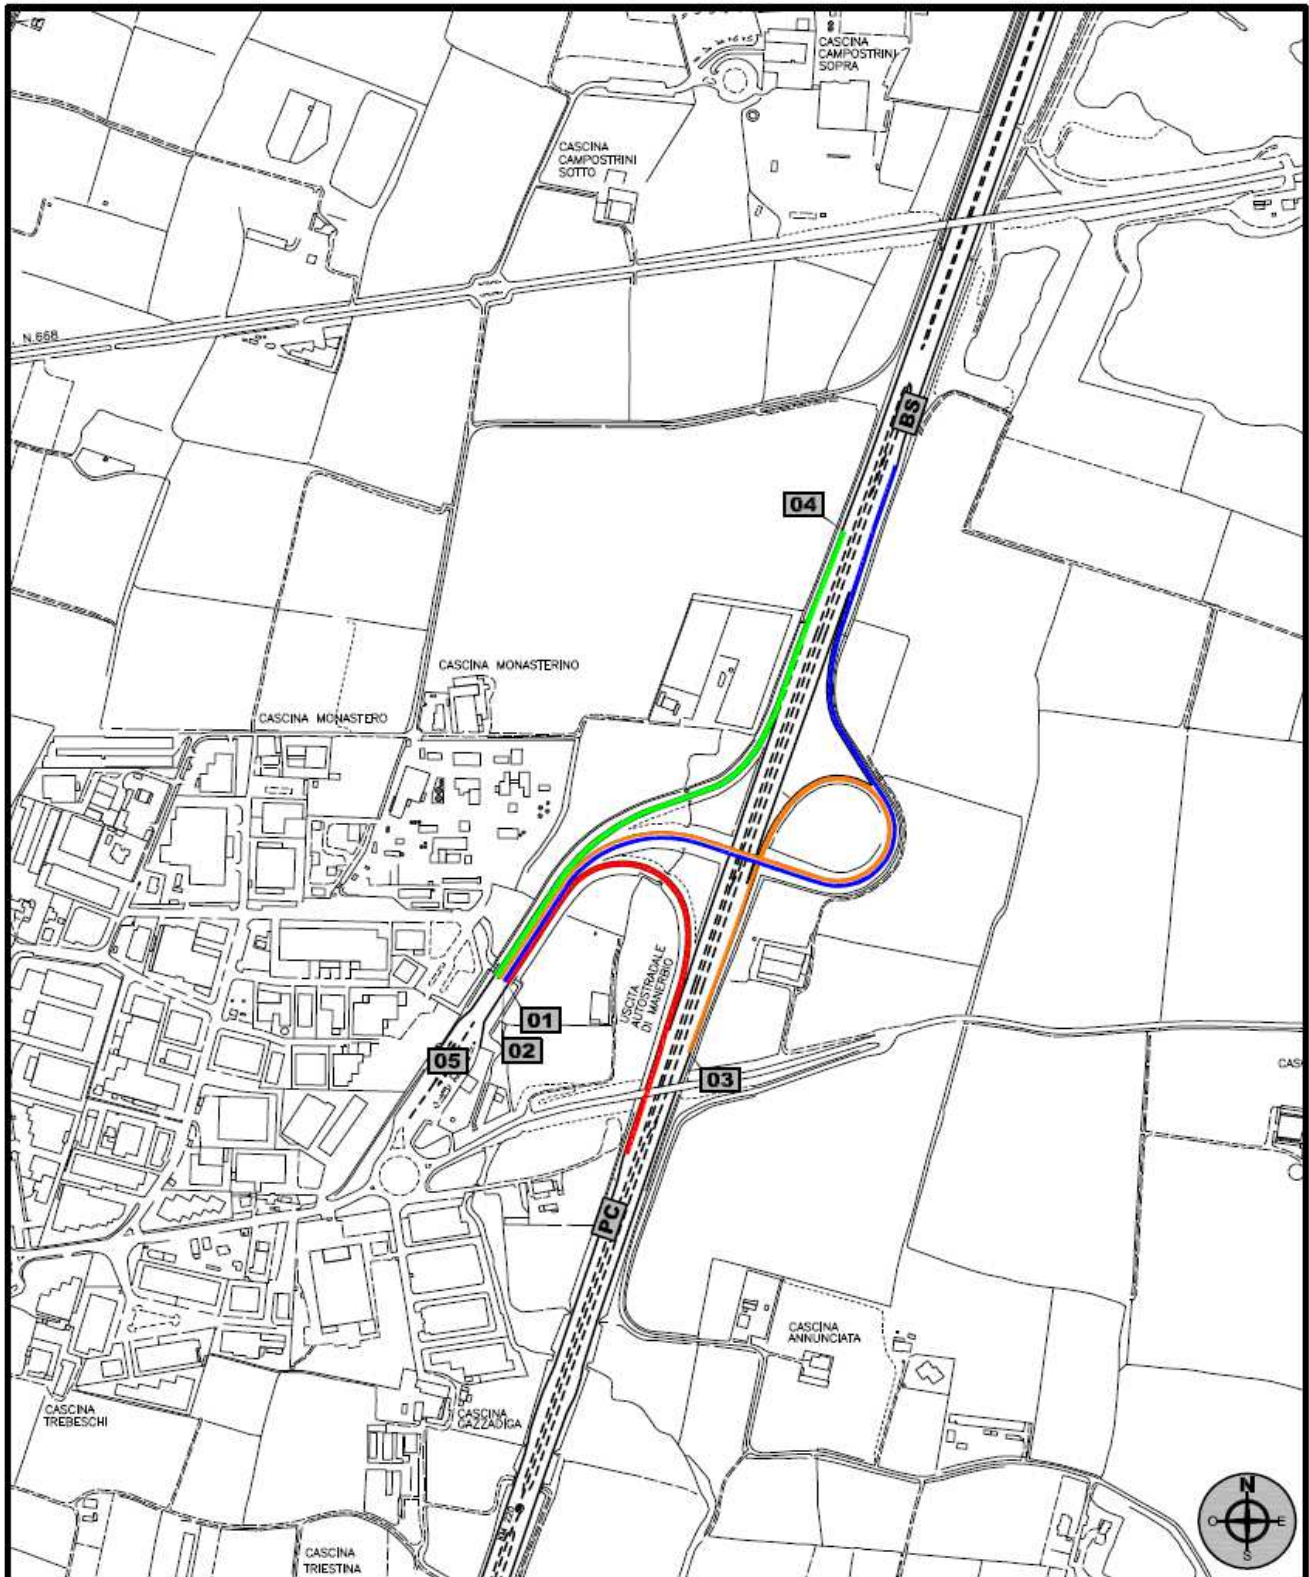 CASCINA
CAMPOSTRINI
SOPRA
CASCINA
CAMPOSTRINI
SOTTO
N.668
BS
04
CASCINA MONASTERINO
CASCINA MONASTERO
USCITA
AUTOSTRADALE
DI MANERBIO
01
02
05
03
CAS
PC
CASCINA
ANNUNCIATA
CASCINA
TREBESCHI
CASCINA
GAZZADIGA
N
O
E
S
CASCINA
TRIESTINA